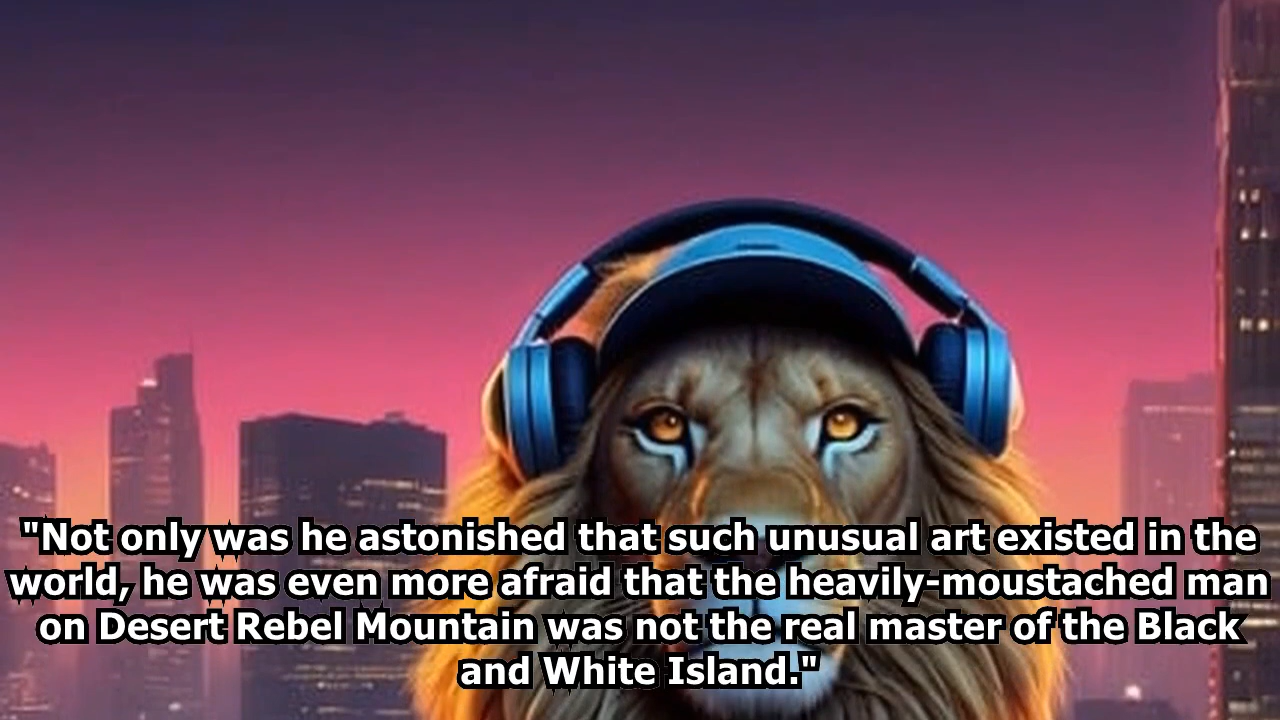 "Not only was he astonished that such unusual art existed in the
world, he was even more afraid that the heavily-moustached man
on Desert Rebel Mountain was not the real master of the Black
and White Island."